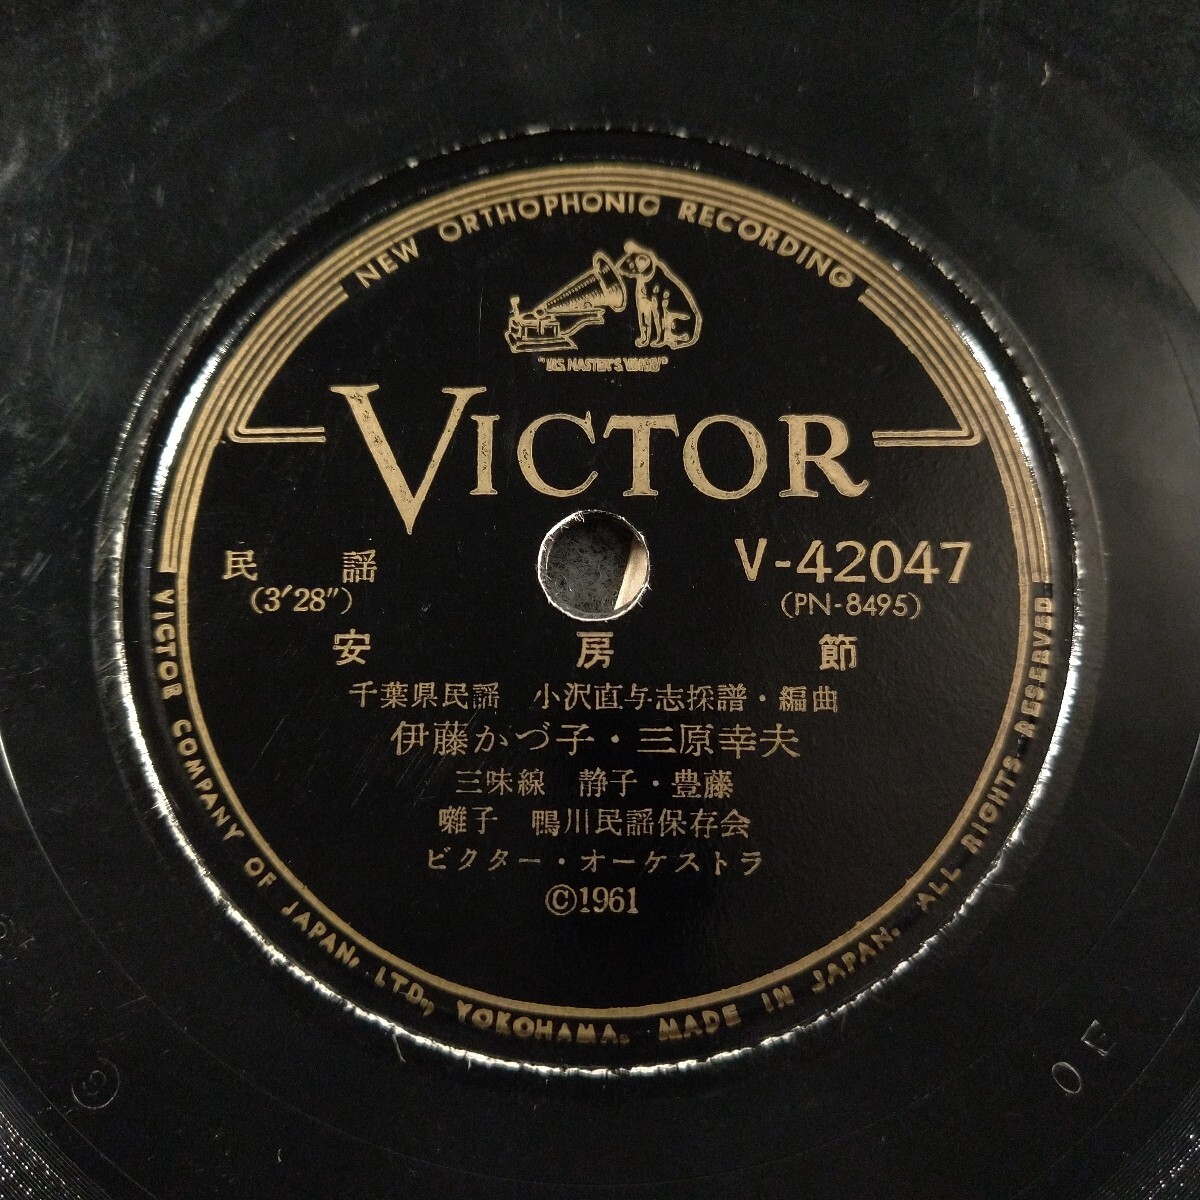 NEW ORTHOPHONIC RECORDING
"HIS MASTER'S VOICE"
VICTOR
民謡
(3′28″)
V-42047
(PN-8495)
安房節
千葉県民謡 小沢直与志採譜・編曲
伊藤かづ子・三原幸夫
三味線 静子・豊藤
囃子 鴨川民謡保存会
ビクター・オーケストラ
©1961
VICTOR COMPANY OF JAPAN, LTD., YOKOHAMA. MADE IN JAPAN. ALL RIGHTS RESERVED